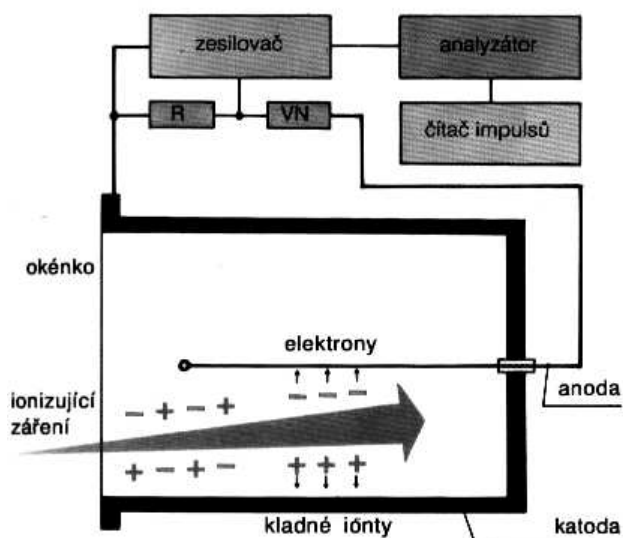 zesilovač
analyzátor
R
VN
čítač impulsů
okénko
elektrony
anoda
ionizující
záření
kladné iónty
katoda